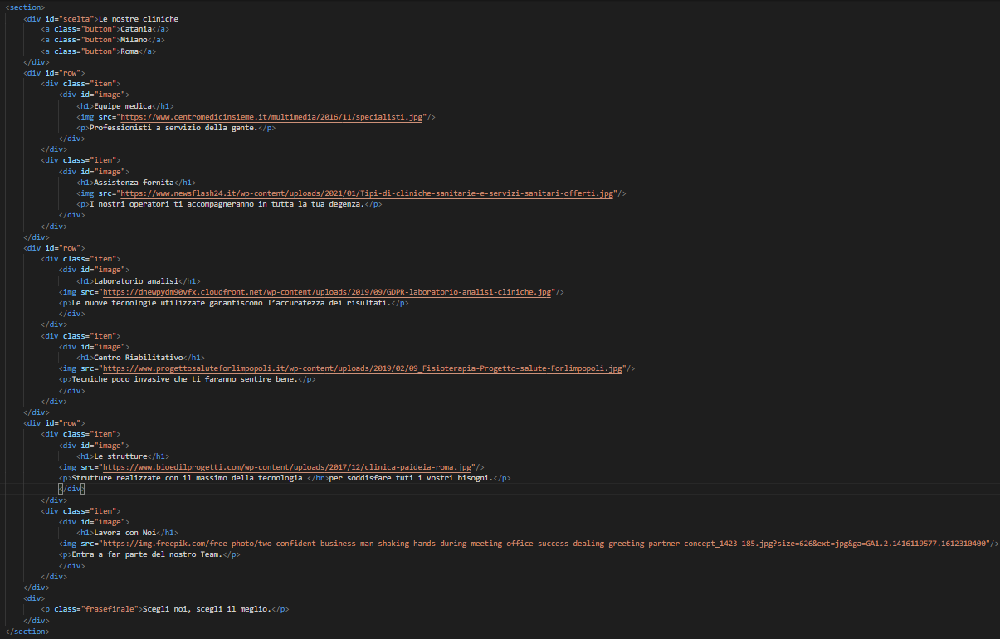 <section>
<div id="scelta">Le nostre cliniche
<a class="button">Catania</a>
<a class="button">Milano</a>
<a class="button">Roma</a>
</div>
<div id="row">
<div class="item">
<div id="image">
<h1>Equipe medica</h1>
<img src="https://www.centromedicinsieme.it/multimedia/2016/11/specialisti.jpg"/>
<p>Professionisti a servizio della gente.</p>
</div>
</div>
<div class="item">
<div id="image">
<h1>Assistenza fornita</h1>
<img src="https://www.newsflash24.it/wp-content/uploads/2021/01/Tipi-di-cliniche-sanitarie-e-servizi-sanitari-offerti.jpg"/>
<p>I nostri operatori ti accompagneranno in tutta la tua degenza.</p>
</div>
</div>
</div>
<div id="row">
<div class="item">
<div id="image">
<h1>Laboratorio analisi</h1>
<img src="https://dnewpydm90vfx.cloudfront.net/wp-content/uploads/2019/09/GDPR-laboratorio-analisi-cliniche.jpg"/>
<p>Le nuove tecnologie utilizzate garantiscono l’accuratezza dei risultati.</p>
</div>
</div>
<div class="item">
<div id="image">
<h1>Centro Riabilitativo</h1>
<img src="https://www.progettosaluteforlimpopoli.it/wp-content/uploads/2019/02/09_Fisioterapia-Progetto-salute-Forlimpopoli.jpg"/>
<p>Tecniche poco invasive che ti faranno sentire bene.</p>
</div>
</div>
</div>
<div id="row">
<div class="item">
<div id="image">
<h1>Le strutture</h1>
<img src="https://www.bioedilprogetti.com/wp-content/uploads/2017/12/clinica-paideia-roma.jpg"/>
<p>Strutture realizzate con il massimo della tecnologia </br>per soddisfare tuti i vostri bisogni.</p>
</div>
</div>
<div class="item">
<div id="image">
<h1>Lavora con Noi</h1>
<img src="https://img.freepik.com/free-photo/two-confident-business-man-shaking-hands-during-meeting-office-success-dealing-greeting-partner-concept_1423-185.jpg?size=626&ext=jpg&ga=GA1.2.1416119577.1612310400"/>
<p>Entra a far parte del nostro Team.</p>
</div>
</div>
</div>
<div>
<p class="frasefinale">Scegli noi, scegli il meglio.</p>
</div>
</section>